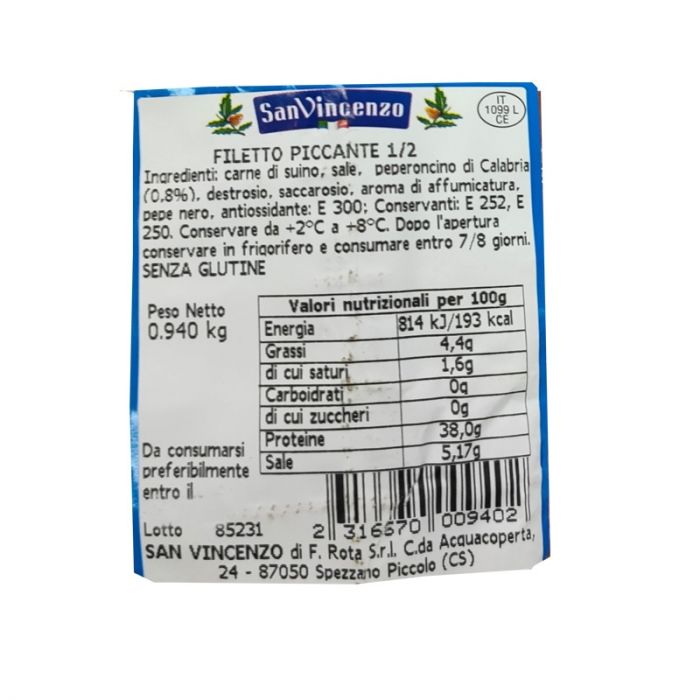 SanVincenzo
IT
1099 L
CE
FILETTO PICCANTE 1/2
Ingredienti: carne di suino, sale, peperoncino di Calabria
(0.8%), destrosio, saccarosio, aroma di affumicatura,
pepe nero, antiossidante: E 300; Conservanti: E 252, E
250. Conservare da +2°C a +8°C. Dopo l'apertura
conservare in frigorifero e consumare entro 7/8 giorni.
SENZA GLUTINE
Peso Netto
0.940 kg
Valori nutrizionali per 100g
Energia 814 kJ/193 kcal
Grassi 4,4g
di cui saturi 1,6g
Carboidrati 0g
di cui zuccheri 0g
Proteine 38,0g
Sale 5,17g
Da consumarsi
preferibilmente
entro il
Lotto 85231
2 316670 009402
SAN VINCENZO di F. Rota S.r.l. C.da Acquacoperta,
24 - 87050 Spezzano Piccolo (CS)